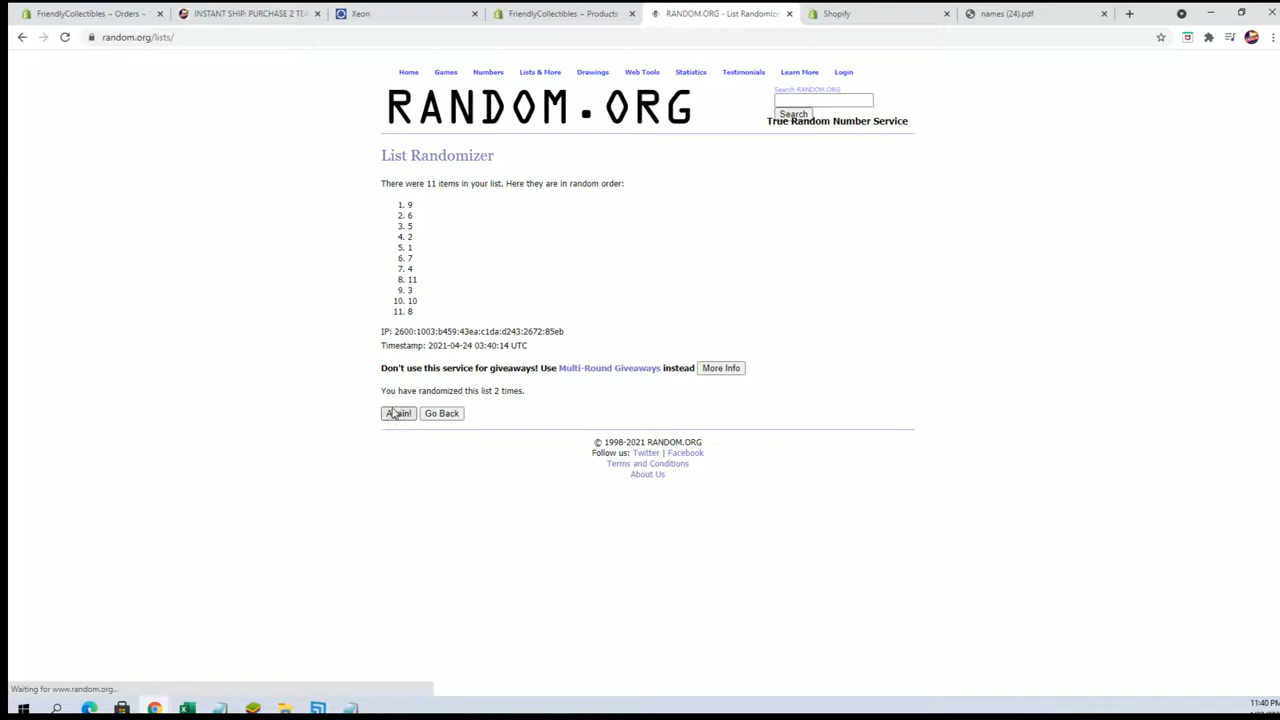 FriendlyCollectibles ~ Orders ~
INSTANT SHIP: PURCHASE 2 TE
Xeon
FriendlyCollectibles ~ Products
RANDOM.ORG - List Randomize
Shopify
names (24).pdf
random.org/lists/
Home Games Numbers Lists & More Drawings Web Tools Statistics Testimonials Learn More Login
Search RANDOM.ORG
RANDOM.ORG
Search
True Random Number Service
List Randomizer
There were 11 items in your list. Here they are in random order:
1. 9
2. 6
3. 5
4. 2
5. 1
6. 7
7. 4
8. 11
9. 3
10. 10
11. 8
IP: 2600:1003:b459:43ea:c1da:d243:2672:85eb
Timestamp: 2021-04-24 03:40:14 UTC
Don't use this service for giveaways! Use Multi-Round Giveaways instead More Info
You have randomized this list 2 times.
Again! Go Back
© 1998-2021 RANDOM.ORG
Follow us: Twitter | Facebook
Terms and Conditions
About Us
Waiting for www.random.org...
11:40 PM